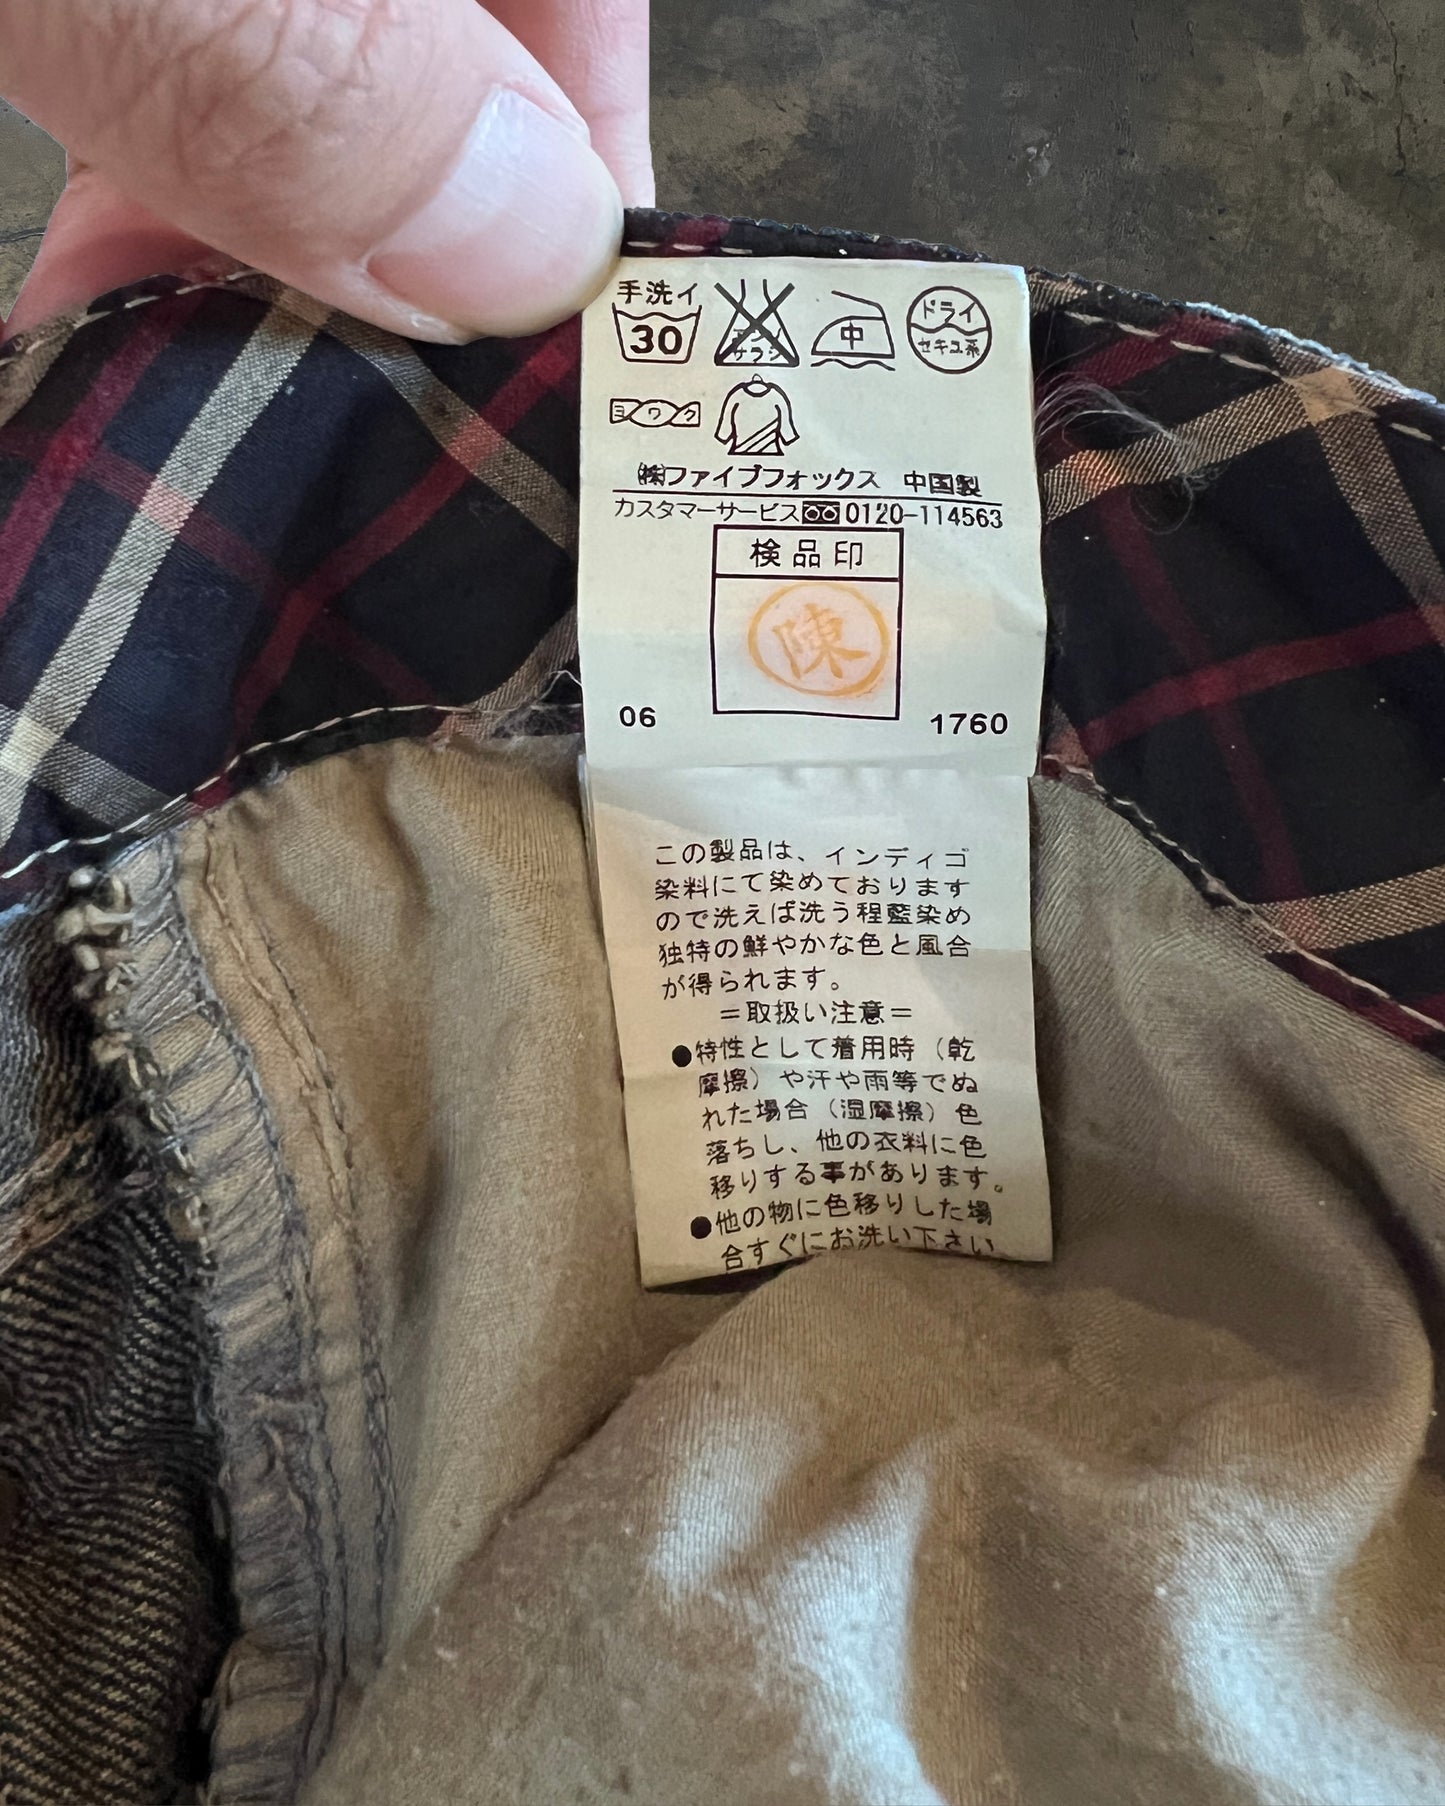 手洗イ
30
エンソ
サラシ
中
ドライ
セキユ系
ヨワク
㈱ファイブフォックス 中国製
カスタマーサービス 0120-114563
検品印
陳
06 1760
この製品は、インディゴ
染料にて染めております
ので洗えば洗う程藍染め
独特の鮮やかな色と風合
が得られます。
=取扱い注意=
●特性として着用時(乾
摩擦)や汗や雨等でぬ
れた場合(湿摩擦)色
落ちし、他の衣料に色
移りする事があります。
●他の物に色移りした場
合すぐにお洗い下さい